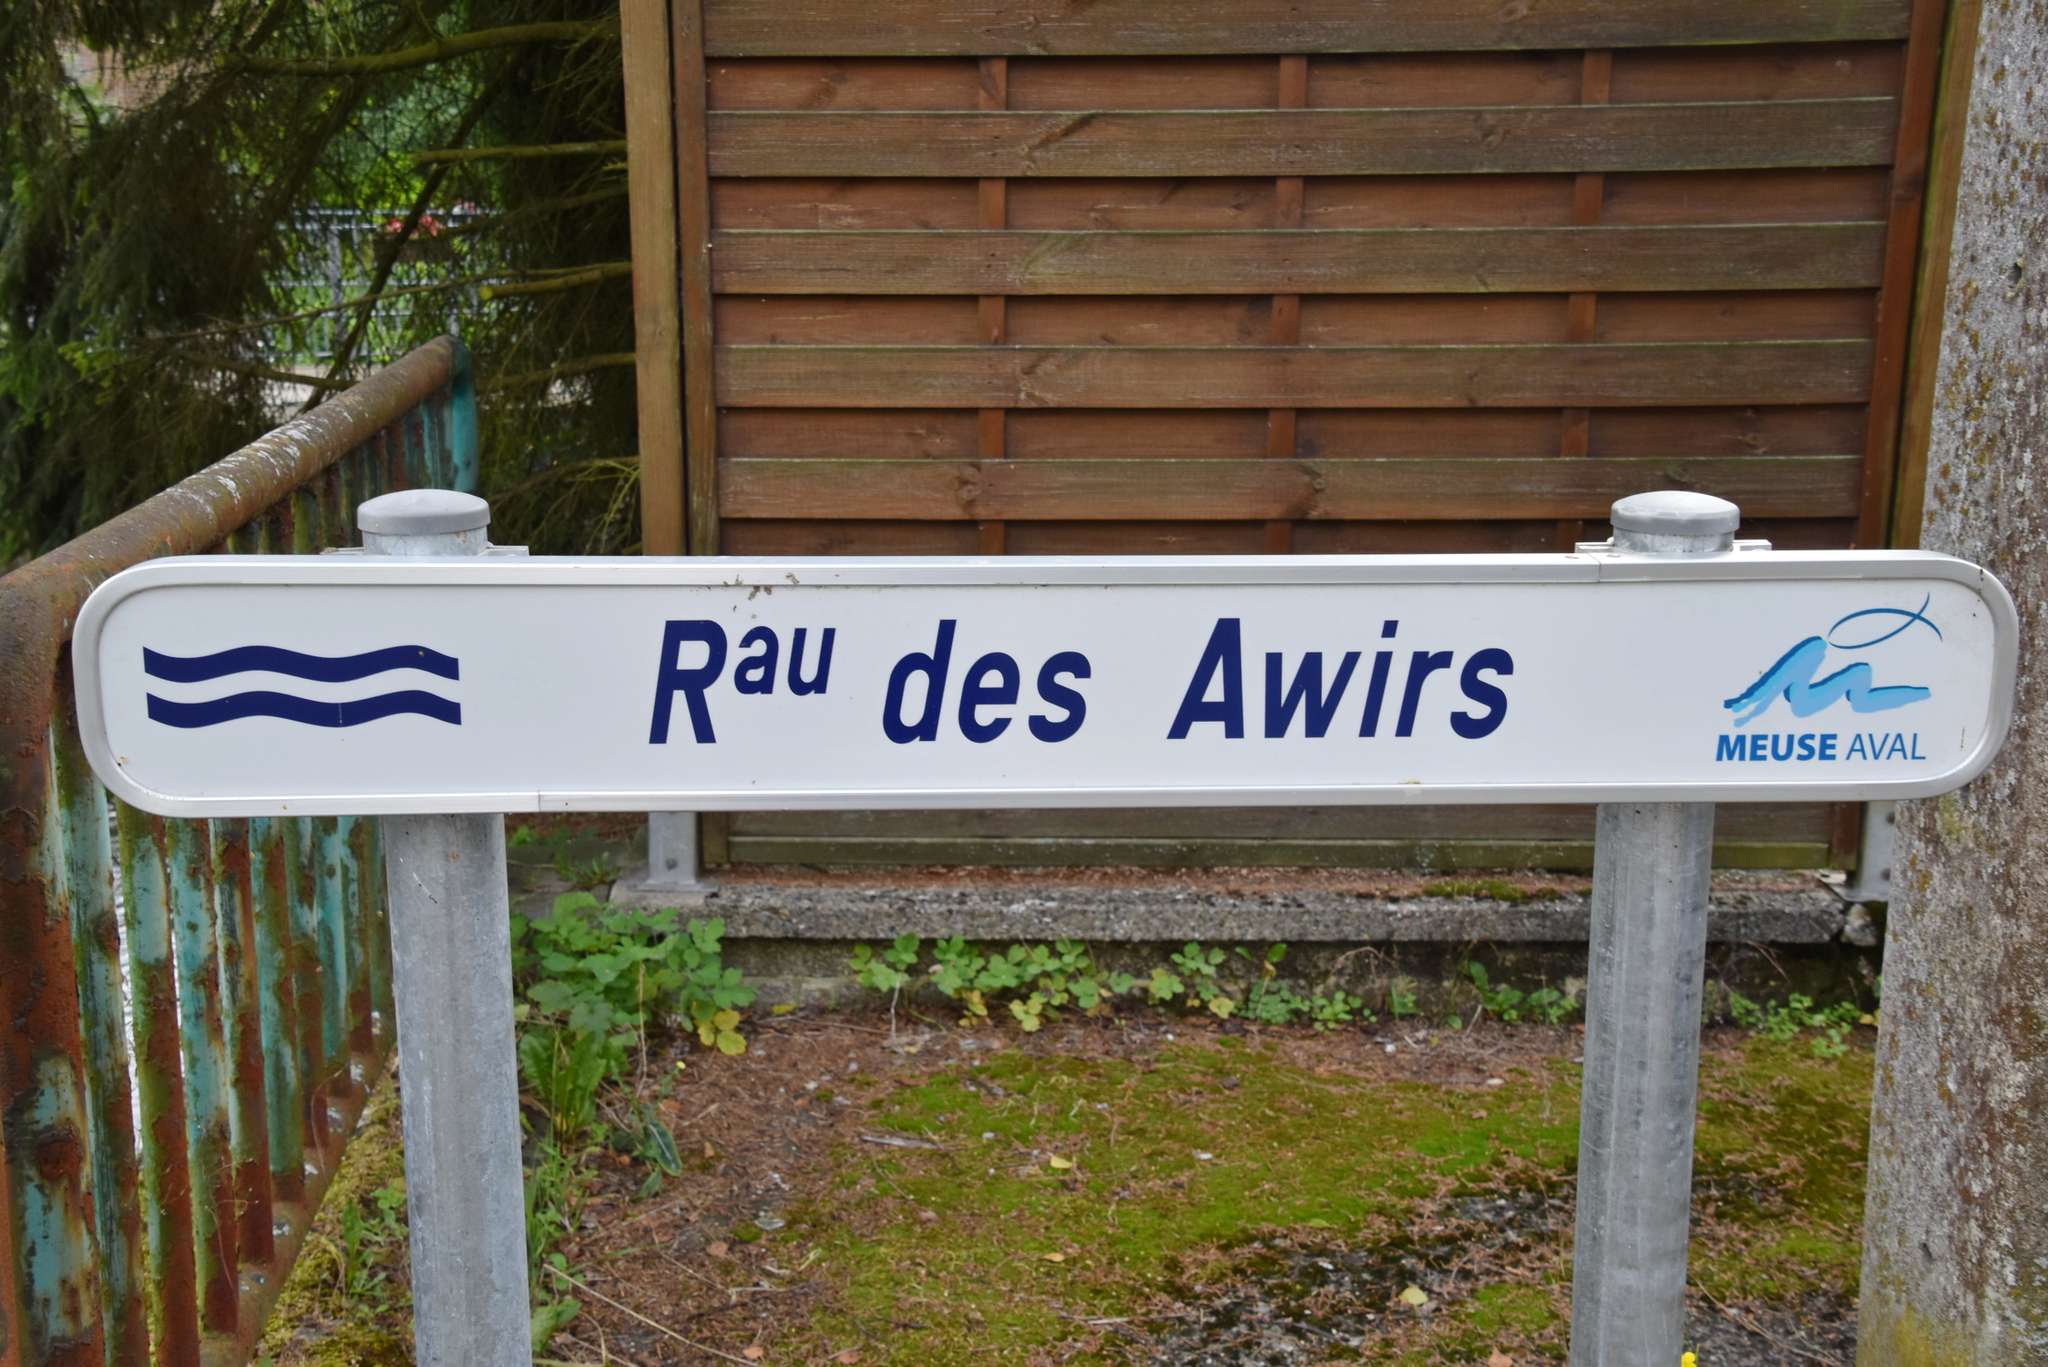 Rau des Awirs
MEUSE AVAL